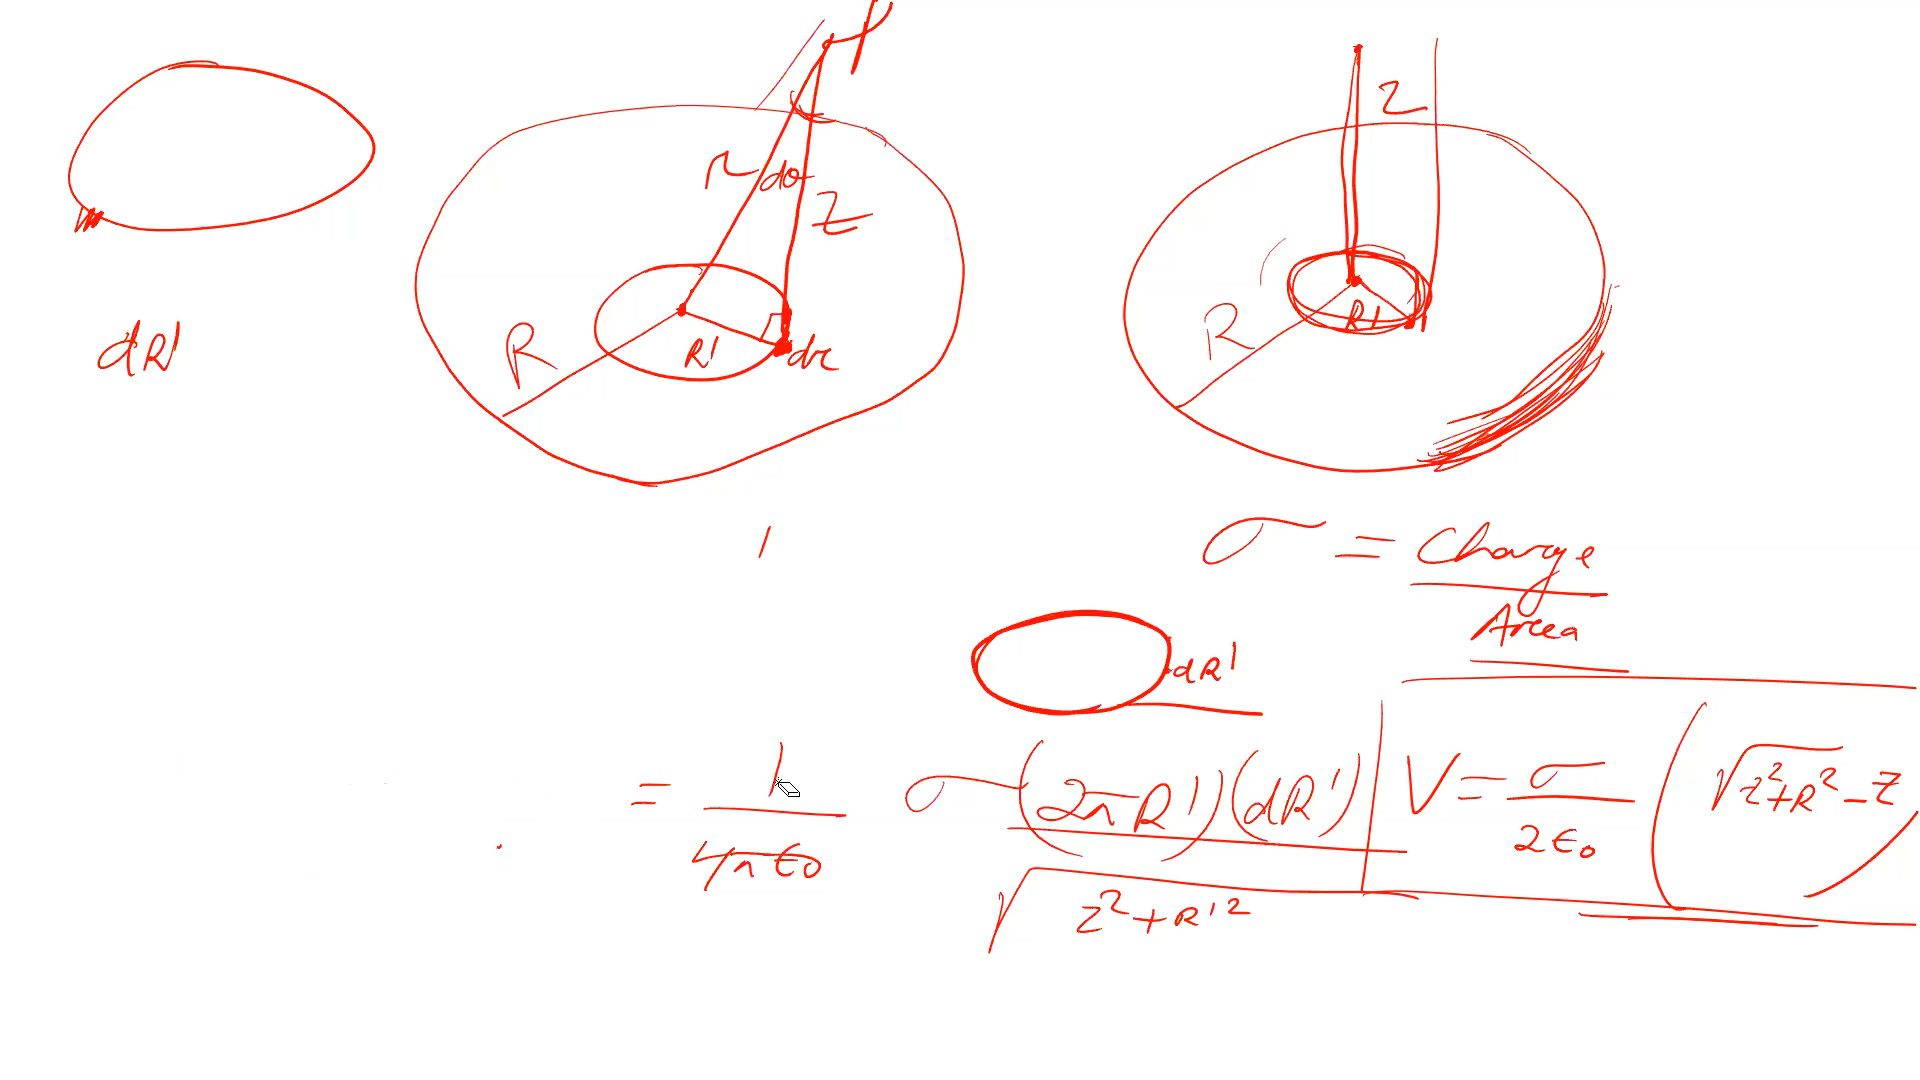 P
Z
r
dθ
Z
R
R'
dr
dR'
R
R'
σ = Charge
Area
dR'
= 1 σ(2πR')(dR')
4πϵ0 √z²+R'²
V = σ ( √z²+R² - z )
2ϵ0